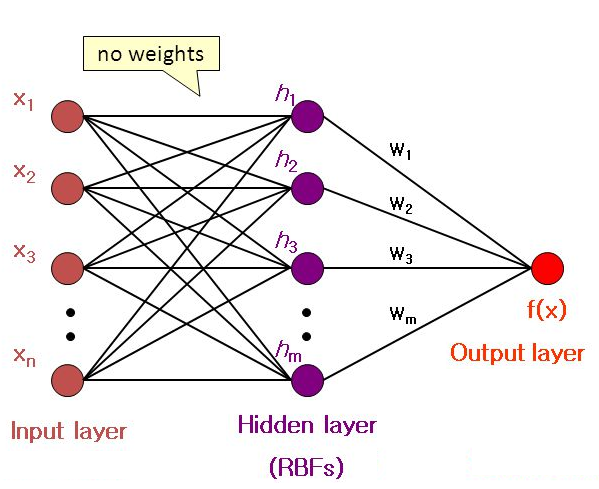 no weights
x1
h1
x2
h2
x3
h3
xn
hm
w1
w2
w3
wm
f(x)
Output layer
Input layer
Hidden layer
(RBFs)